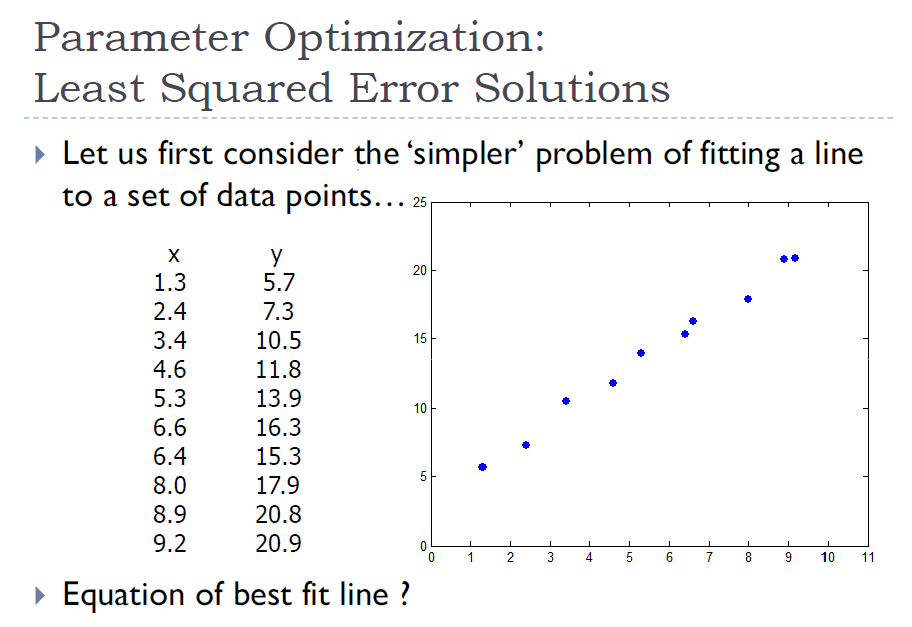 Parameter Optimization:
Least Squared Error Solutions
Let us first consider the ‘simpler’ problem of fitting a line
to a set of data points…
x y
1.3 5.7
2.4 7.3
3.4 10.5
4.6 11.8
5.3 13.9
6.6 16.3
6.4 15.3
8.0 17.9
8.9 20.8
9.2 20.9
25
20
15
10
5
0
0 1 2 3 4 5 6 7 8 9 10 11
Equation of best fit line ?